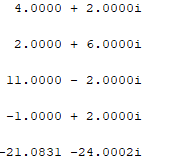 4.0000 + 2.0000i
2.0000 + 6.0000i
11.0000 - 2.0000i
-1.0000 + 2.0000i
-21.0831 -24.0002i